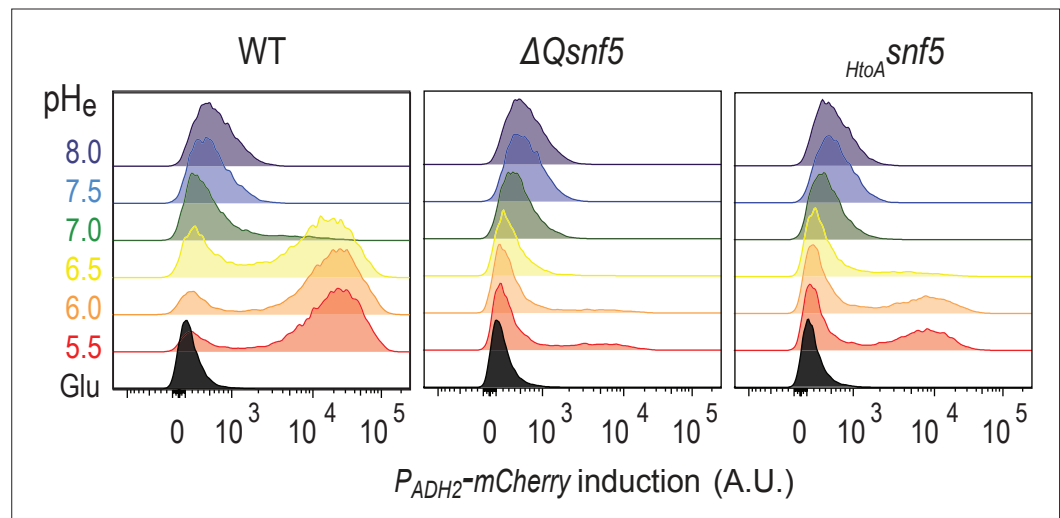 WT ΔQsnf5 HtoAsnf5
pHe
8.0
7.5
7.0
6.5
6.0
5.5
Glu
0 10^3 10^4 10^5 0 10^3 10^4 10^5 0 10^3 10^4 10^5
PADH2-mCherry induction (A.U.)